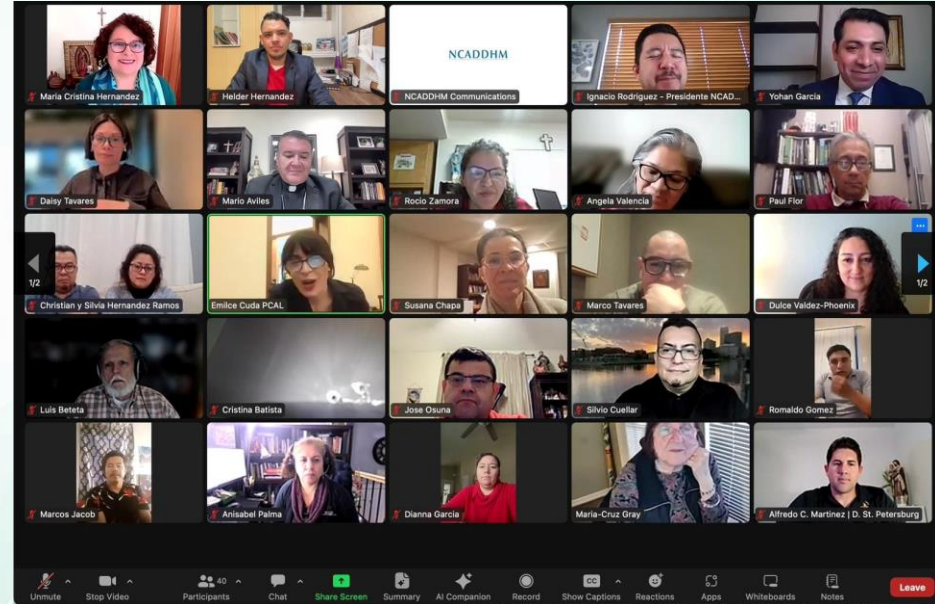 NCADDHM
Maria Cristina Hernandez
Helder Hernandez
NCADDHM Communications
Ignacio Rodriguez - Presidente NCAD...
Yohan Garcia
Daisy Tavares
Mario Aviles
Rocio Zamora
Angela Valencia
Paul Flor
1/2
1/2
Christian y Silvia Hernandez Ramos
Emilce Cuda PCAL
Susana Chapa
Marco Tavares
Dulce Valdez-Phoenix
Luis Beteta
Cristina Batista
Jose Osuna
Silvio Cuellar
Romaldo Gomez
Marcos Jacob
Anisabel Palma
Dianna Garcia
Maria-Cruz Gray
Alfredo C. Martinez | D. St. Petersburg
40
CC
Unmute
Stop Video
Participants
Chat
Share Screen
Summary
AI Companion
Record
Show Captions
Reactions
Apps
Whiteboards
Notes
Leave